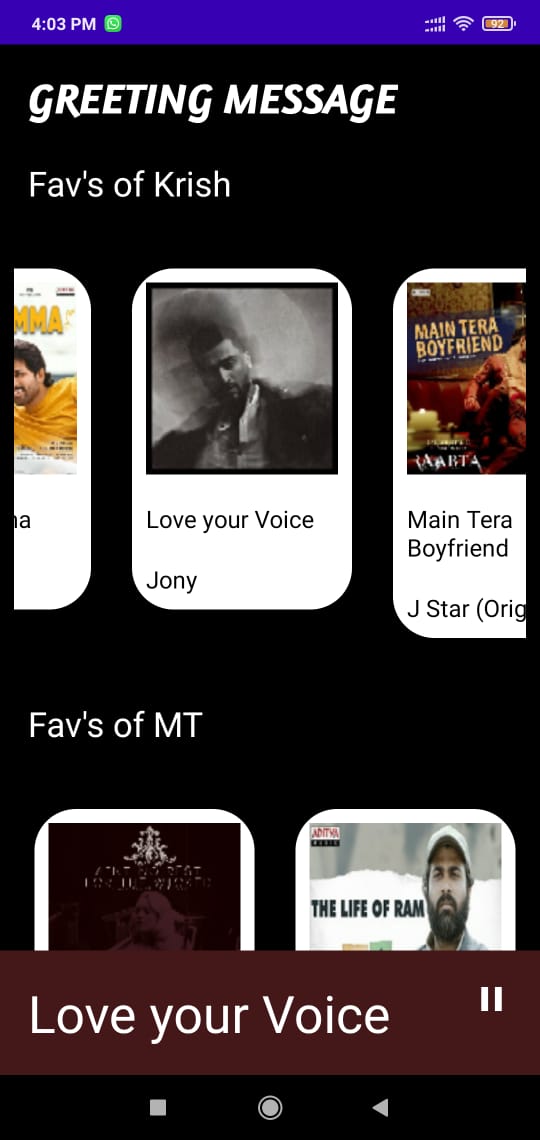 4:03 PM
92
GREETING MESSAGE
Fav's of Krish
MMA
MAIN TERA
BOYFRIEND
RAABTA
na
Love your Voice
Main Tera
Boyfriend
Jony
J Star (Orig
Fav's of MT
ADITYA
MUSIC
THE LIFE OF RAM
Love your Voice